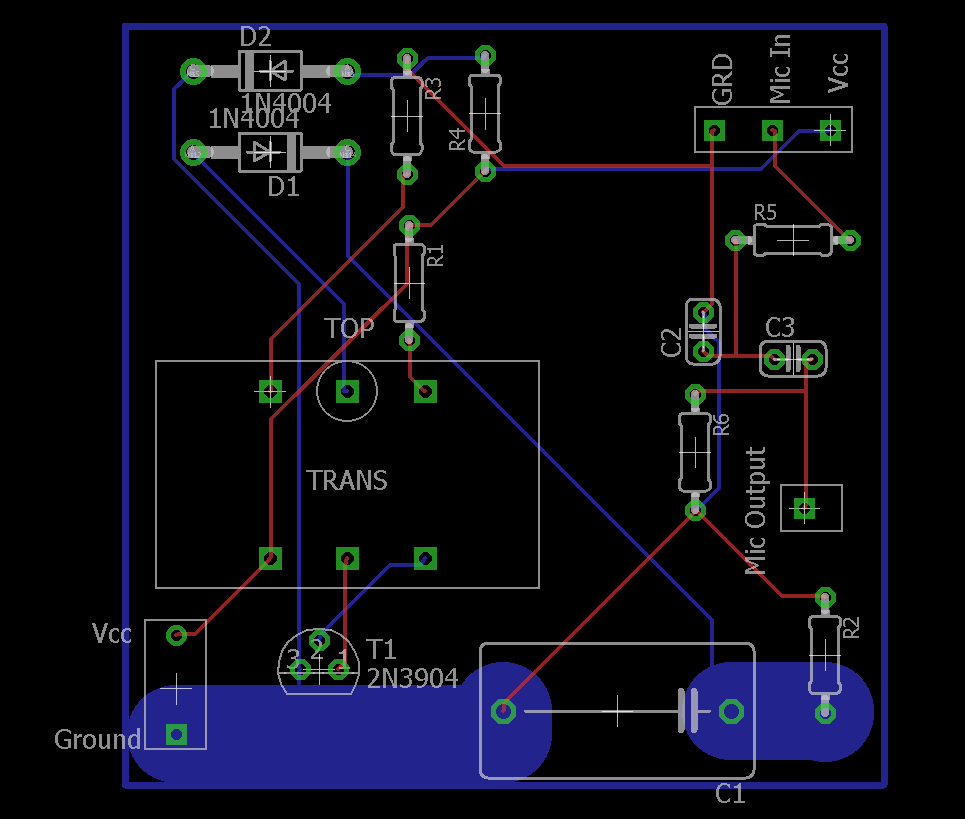 D2
1N4004
1N4004
D1
R3
R4
GRD
Mic In
Vcc
R5
R1
TOP
C2
C3
R6
TRANS
Mic Output
Vcc
3 2 1
T1
2N3904
R2
Ground
C1